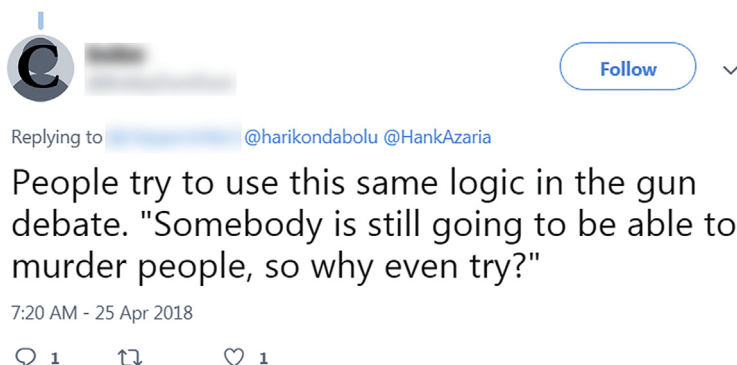 C
Follow
Replying to @harikondabolu @HankAzaria
People try to use this same logic in the gun
debate. "Somebody is still going to be able to
murder people, so why even try?"
7:20 AM - 25 Apr 2018
1 1